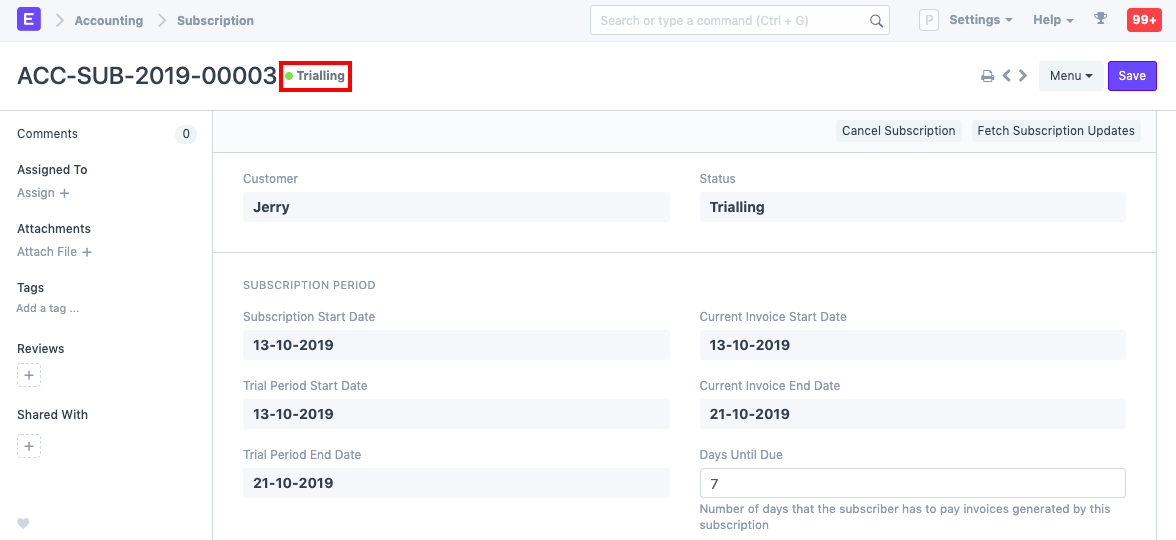 E Accounting Subscription Search or type a command (Ctrl + G) P Settings Help 99+
ACC-SUB-2019-00003 Trialling Menu Save
Comments 0
Assigned To
Assign +
Attachments
Attach File +
Tags
Add a tag ...
Reviews
+
Shared With
+
Cancel Subscription Fetch Subscription Updates
Customer
Jerry
Status
Trialling
SUBSCRIPTION PERIOD
Subscription Start Date
13-10-2019
Trial Period Start Date
13-10-2019
Trial Period End Date
21-10-2019
Current Invoice Start Date
13-10-2019
Current Invoice End Date
21-10-2019
Days Until Due
7
Number of days that the subscriber has to pay invoices generated by this
subscription